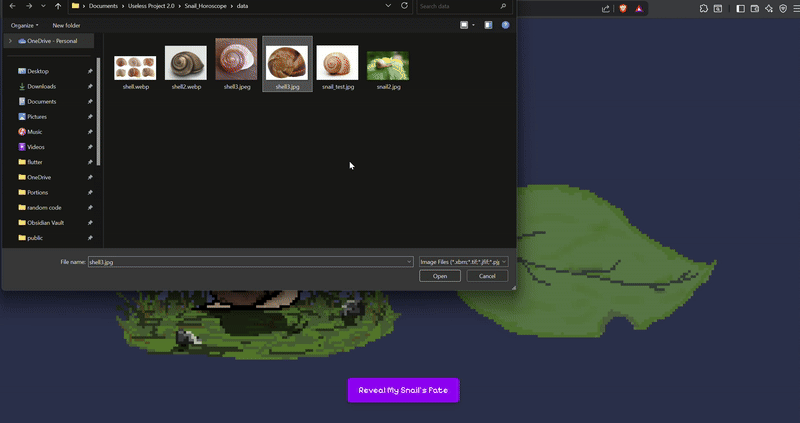 Documents > Useless Project 2.0 > Snail_Horoscope > data
Search data
Organize
New folder
OneDrive - Personal
Desktop
Downloads
Documents
Pictures
Music
Videos
flutter
OneDrive
Portions
random code
Obsidian Vault
public
shell.webp
shell2.webp
shell3.jpeg
shell3.jpg
snail_test.jpg
snail2.jpg
File name:
shell3.jpg
Image Files (*.xbm;*.tif;*.jfif;*.pjp
Open
Cancel
Reveal My Snail's Fate